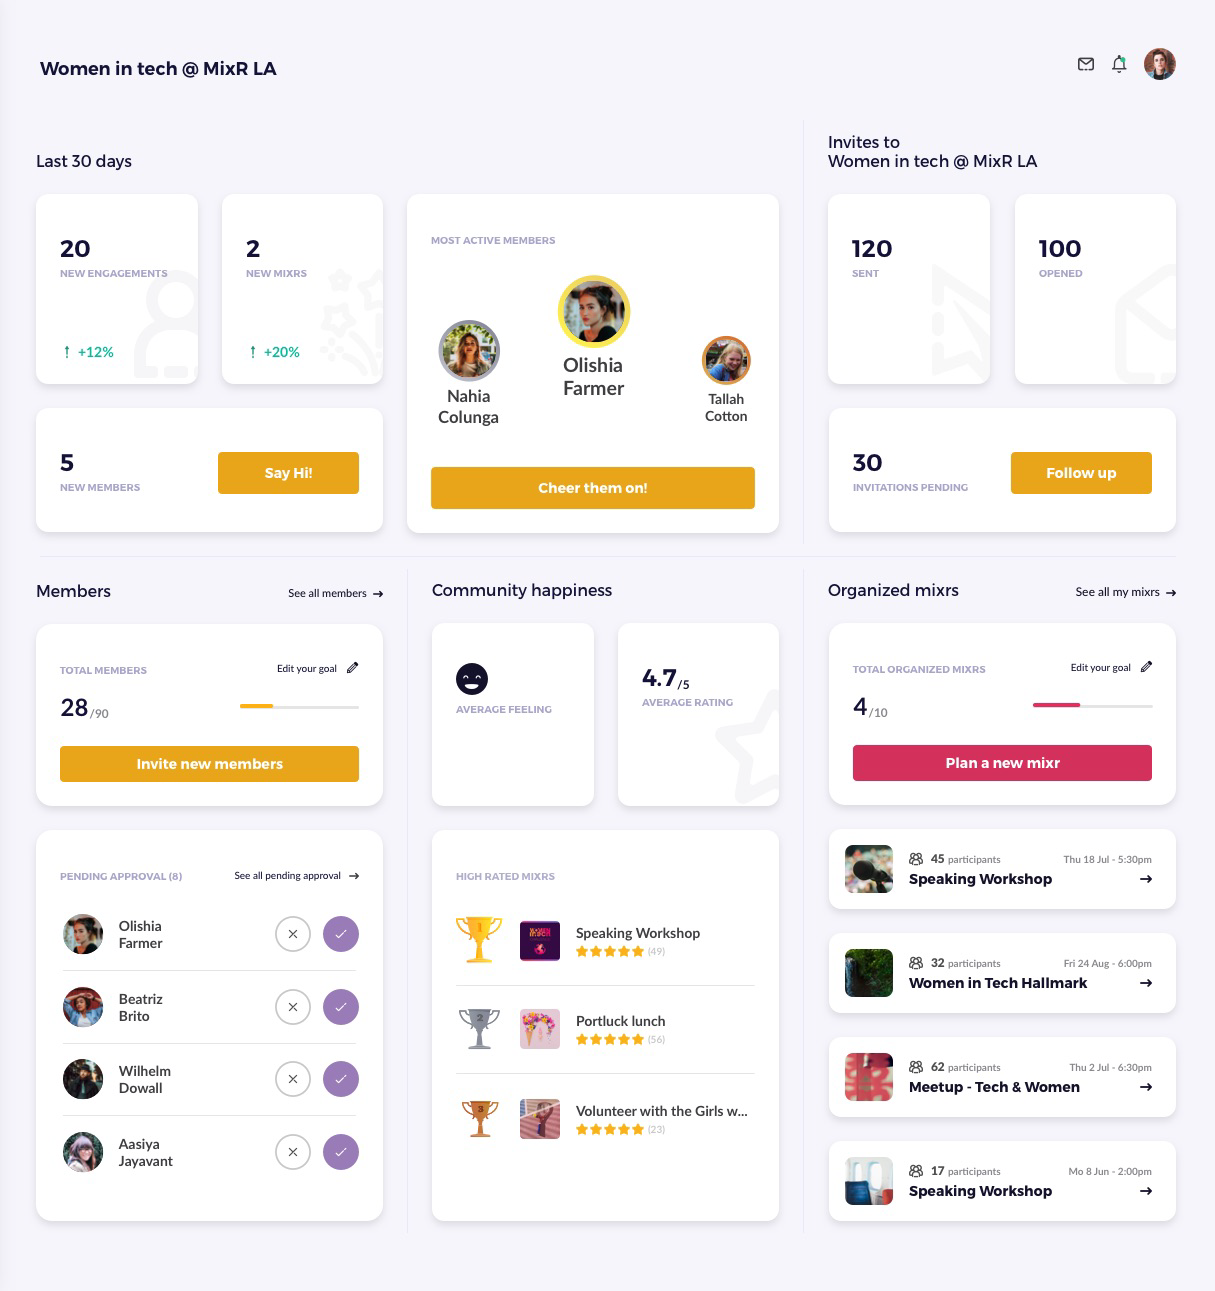 Women in tech @ MixR LA
Last 30 days
20
NEW ENGAGEMENTS
+12%
2
NEW MIXRS
+20%
5
NEW MEMBERS
Say Hi!
MOST ACTIVE MEMBERS
Nahia
Colunga
Olishia
Farmer
Tallah
Cotton
Cheer them on!
Invites to
Women in tech @ MixR LA
120
SENT
100
OPENED
30
INVITATIONS PENDING
Follow up
Members
See all members →
TOTAL MEMBERS
Edit your goal
28/90
Invite new members
PENDING APPROVAL (8)
See all pending approval →
Olishia
Farmer
Beatriz
Brito
Wilhelm
Dowall
Aasiya
Jayavant
Community happiness
AVERAGE FEELING
4.7/5
AVERAGE RATING
HIGH RATED MIXRS
1
Speaking Workshop
(49)
2
Portluck lunch
(56)
3
Volunteer with the Girls w...
(23)
Organized mixrs
See all my mixrs →
TOTAL ORGANIZED MIXRS
Edit your goal
4/10
Plan a new mixr
45 participants
Thu 18 Jul - 5:30pm
Speaking Workshop →
32 participants
Fri 24 Aug - 6:00pm
Women in Tech Hallmark →
62 participants
Thu 2 Jul - 6:30pm
Meetup - Tech & Women →
17 participants
Mo 8 Jun - 2:00pm
Speaking Workshop →